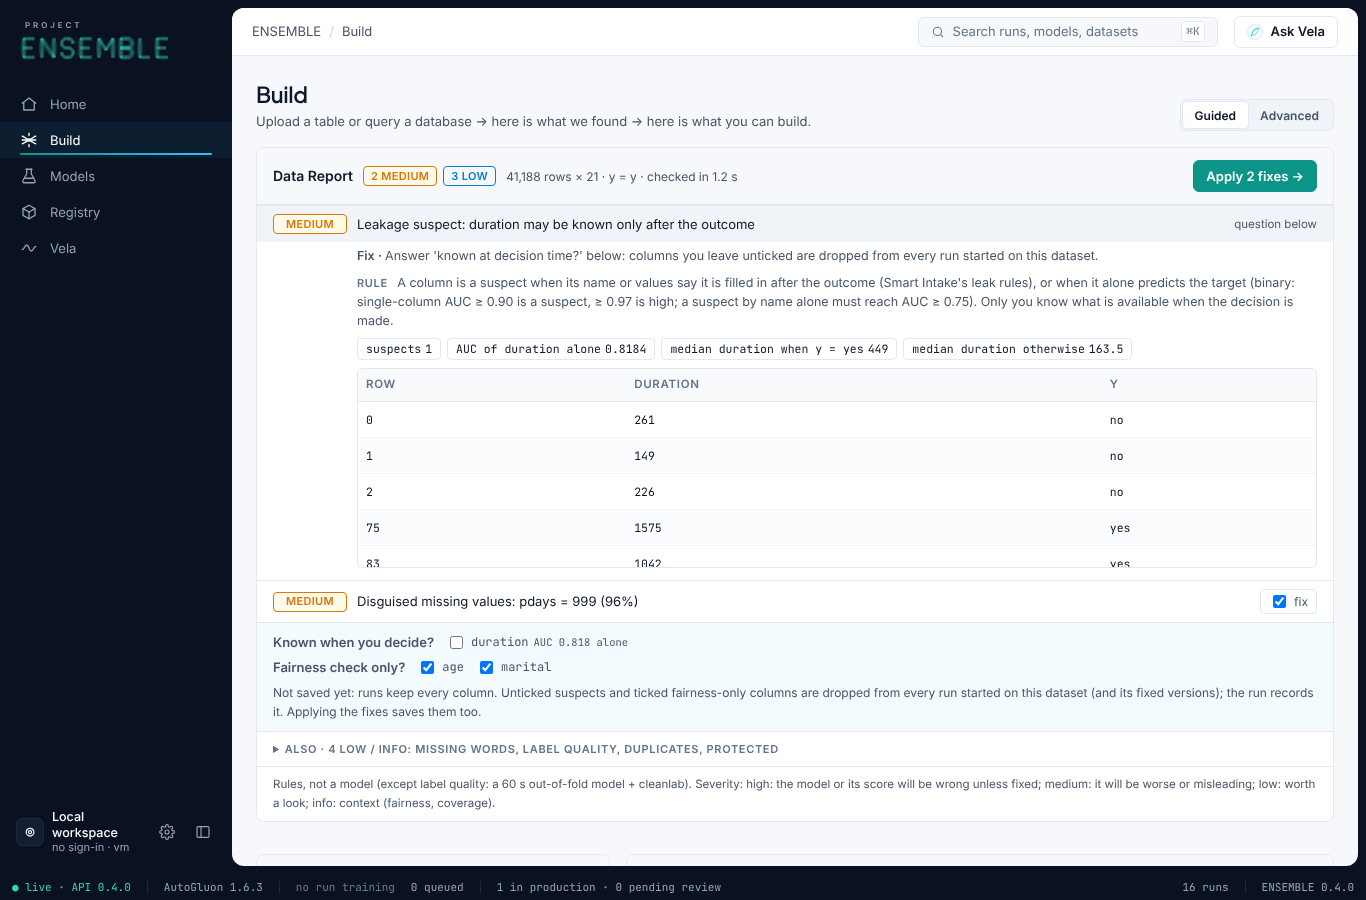 PROJECT
ENSEMBLE
Home
Build
Models
Registry
Vela
Local
workspace
no sign-in · vm
ENSEMBLE / Build
Search runs, models, datasets ⌘K
Ask Vela
Build
Upload a table or query a database → here is what we found → here is what you can build.
Guided Advanced
Data Report 2 MEDIUM 3 LOW 41,188 rows × 21 · y = y · checked in 1.2 s
Apply 2 fixes →
MEDIUM Leakage suspect: duration may be known only after the outcome question below
Fix · Answer 'known at decision time?' below: columns you leave unticked are dropped from every run started on this dataset.
RULE A column is a suspect when its name or values say it is filled in after the outcome (Smart Intake's leak rules), or when it alone predicts the target (binary:
single-column AUC ≥ 0.90 is a suspect, ≥ 0.97 is high; a suspect by name alone must reach AUC ≥ 0.75). Only you know what is available when the decision is
made.
suspects 1 AUC of duration alone 0.8184 median duration when y = yes 449 median duration otherwise 163.5
ROW DURATION Y
0 261 no
1 149 no
2 226 no
75 1575 yes
83 1042 yes
MEDIUM Disguised missing values: pdays = 999 (96%) fix
Known when you decide? duration AUC 0.818 alone
Fairness check only? age marital
Not saved yet: runs keep every column. Unticked suspects and ticked fairness-only columns are dropped from every run started on this dataset (and its fixed versions); the run records
it. Applying the fixes saves them too.
ALSO · 4 LOW / INFO: MISSING WORDS, LABEL QUALITY, DUPLICATES, PROTECTED
Rules, not a model (except label quality: a 60 s out-of-fold model + cleanlab). Severity: high: the model or its score will be wrong unless fixed; medium: it will be worse or misleading; low: worth
a look; info: context (fairness, coverage).
live · API 0.4.0 AutoGluon 1.6.3 no run training 0 queued 1 in production · 0 pending review 16 runs ENSEMBLE 0.4.0